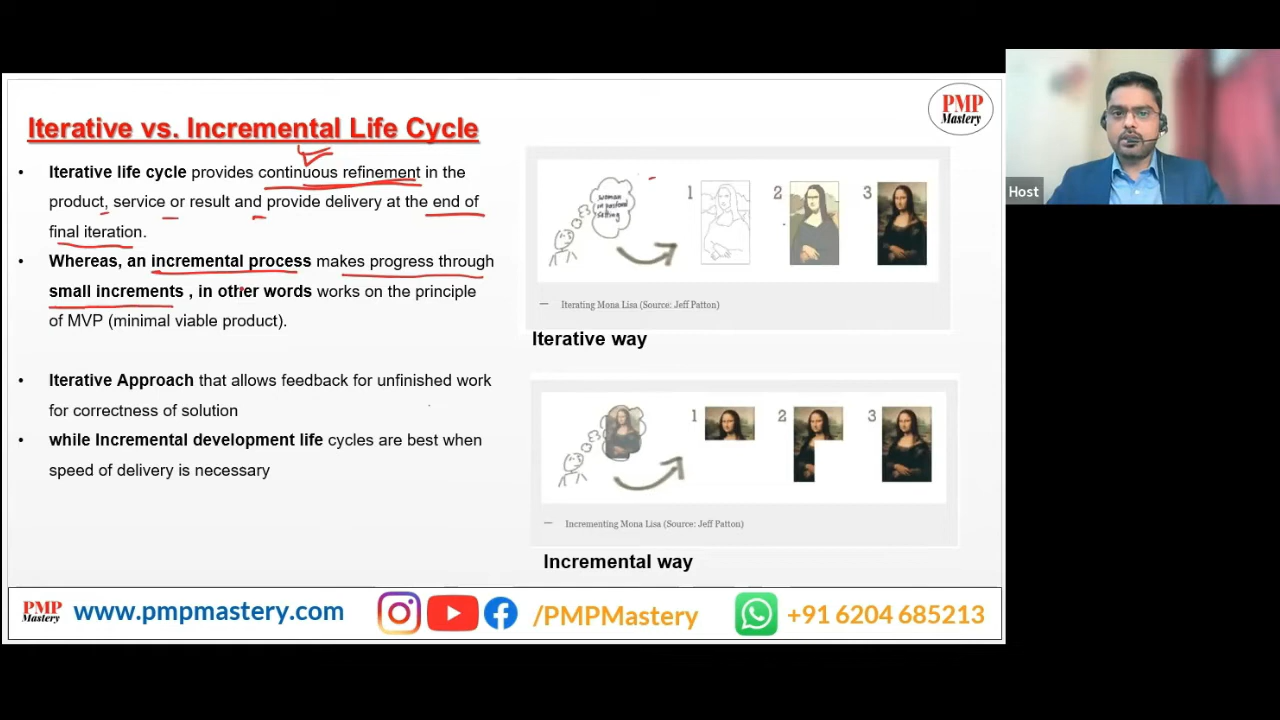 PMP
Mastery
Iterative vs. Incremental Life Cycle
• Iterative life cycle provides continuous refinement in the
product, service or result and provide delivery at the end of
final iteration.
• Whereas, an incremental process makes progress through
small increments , in other words works on the principle
of MVP (minimal viable product).
• Iterative Approach that allows feedback for unfinished work
for correctness of solution
• while Incremental development life cycles are best when
speed of delivery is necessary
woman
in pastoral
setting
1 2 3
— Iterating Mona Lisa (Source: Jeff Patton)
Iterative way
1 2 3
— Incrementing Mona Lisa (Source: Jeff Patton)
Incremental way
PMP
Mastery
www.pmpmastery.com
/PMPMastery
+91 6204 685213
Host